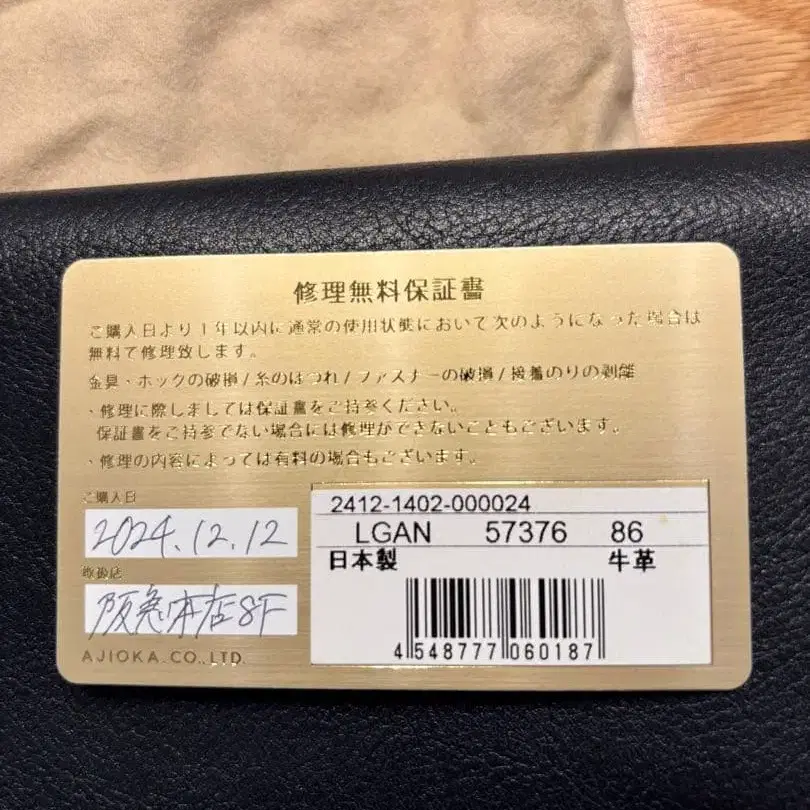 修理無料保証書
ご購入日より1年以内に通常の使用状態において次のようになった場合は
無料で修理致します。
金具・ホックの破損/糸のほつれ/ファスナーの破損/接着のりの剥離
・修理に際しましては保証書をご持参ください。
保証書をご持参でない場合には修理ができないこともございます。
・修理の内容によっては有料の場合もございます。
ご購入日
2024.12.12
取扱店
阪急本店8F
AJIOKA.CO.,LTD.
2412-1402-000024
LGAN 57376 86
日本製 牛革
4 548777 060187